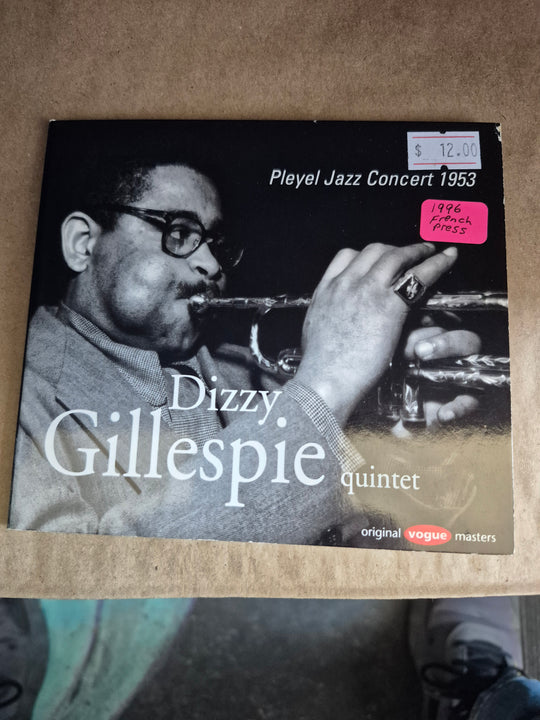 $ 12.00
Pleyel Jazz Concert 1953
1996
French
Press
Dizzy
Gillespie
quintet
original vogue masters